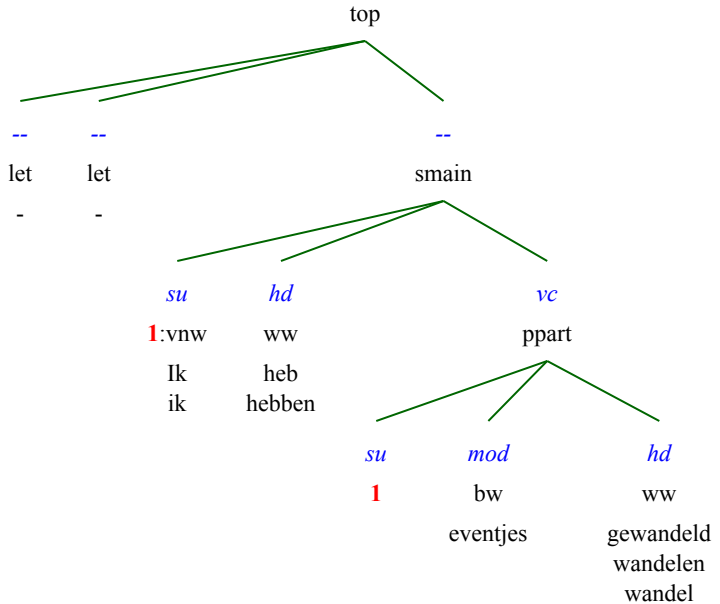 top
-- -- --
let let smain
- -
su hd vc
1:vnw ww ppart
Ik heb
ik hebben
su mod hd
1 bw ww
eventjes gewandeld
wandelen
wandel